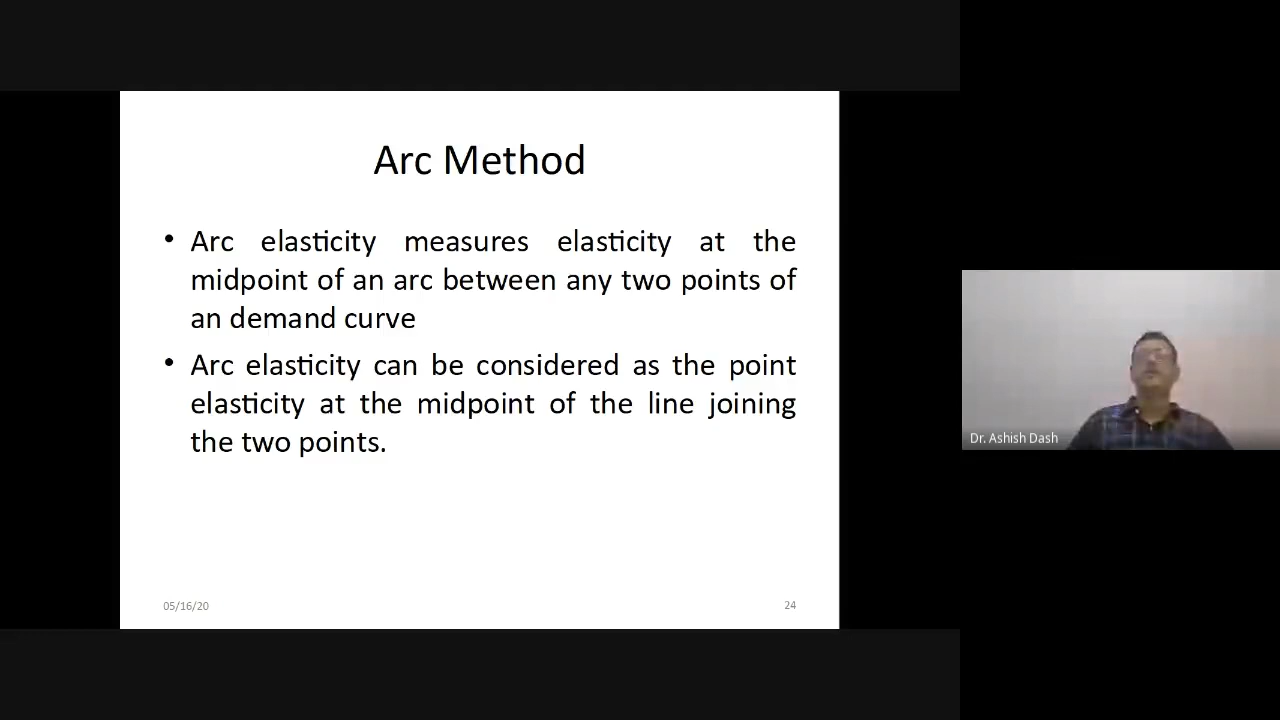 Arc Method
• Arc elasticity measures elasticity at the
midpoint of an arc between any two points of
an demand curve
• Arc elasticity can be considered as the point
elasticity at the midpoint of the line joining
the two points.
05/16/20
24
Dr. Ashish Dash